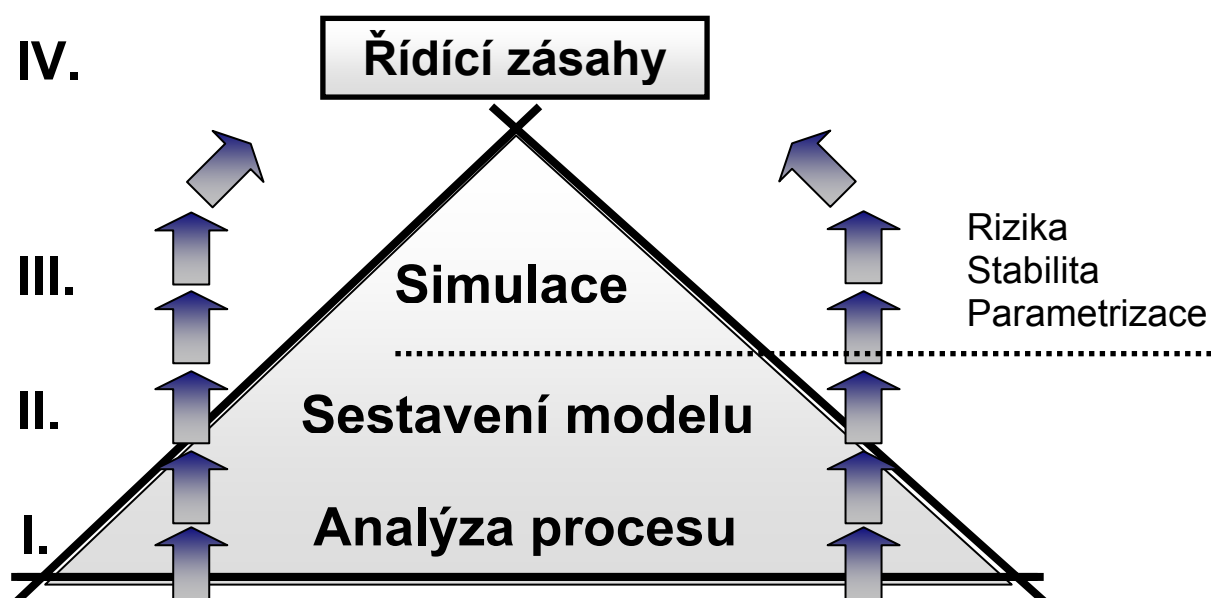 IV.
Řídící zásahy
III.
Simulace
Rizika
Stabilita
Parametrizace
II.
Sestavení modelu
I.
Analýza procesu